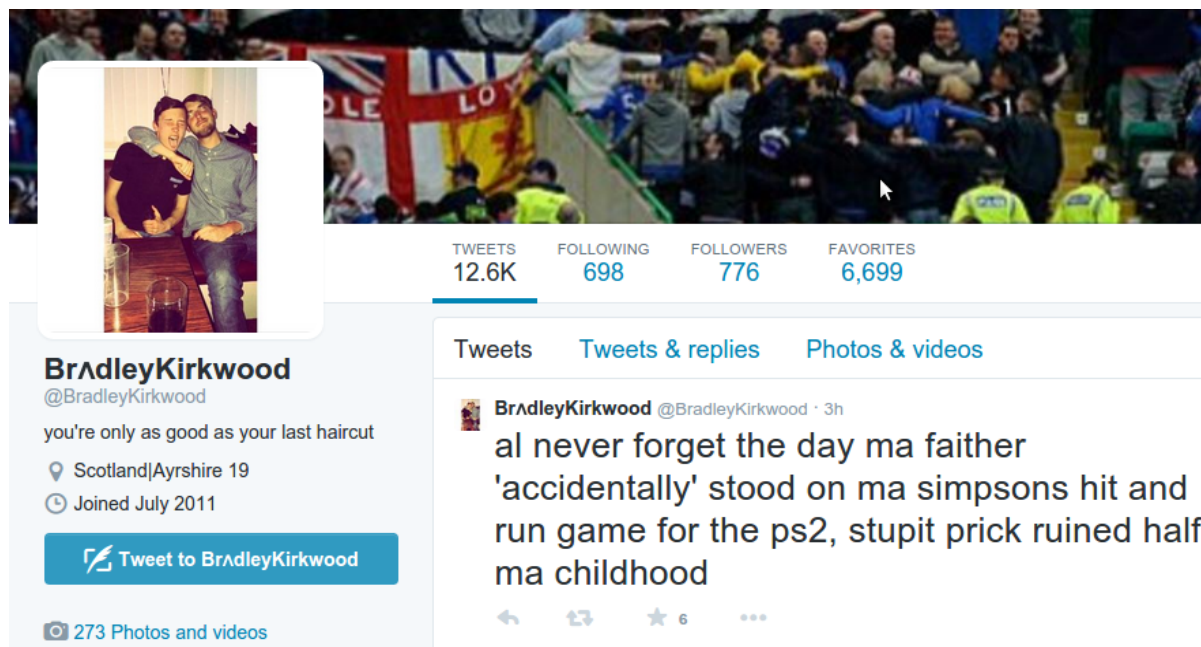 OLE LOY
1
TWEETS FOLLOWING FOLLOWERS FAVORITES
12.6K 698 776 6,699
BrʌdleyKirkwood
@BradleyKirkwood
you're only as good as your last haircut
Scotland|Ayrshire 19
Joined July 2011
Tweet to BrʌdleyKirkwood
273 Photos and videos
Tweets Tweets & replies Photos & videos
BrʌdleyKirkwood @BradleyKirkwood · 3h
al never forget the day ma faither
'accidentally' stood on ma simpsons hit and
run game for the ps2, stupit prick ruined half
ma childhood
6